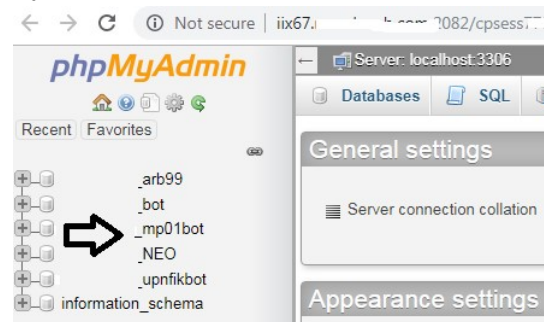 Not secure iix67.
2082/cpsess
phpMyAdmin
Recent Favorites
_arb99
_bot
_mp01bot
_NEO
_upnfikbot
information_schema
Server: localhost:3306
Databases SQL
General settings
Server connection collation
Appearance settings